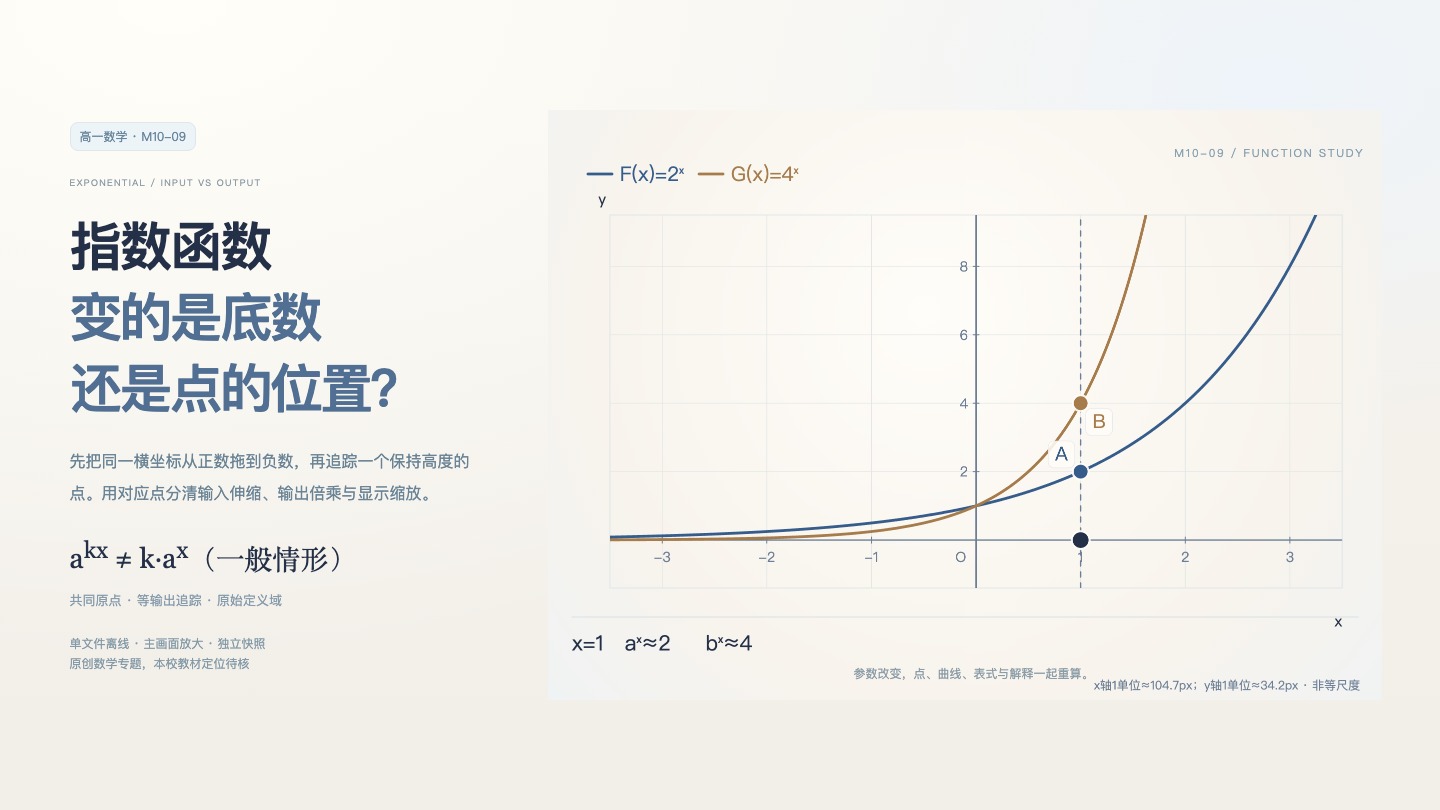 高一数学 · M10–09
EXPONENTIAL / INPUT VS OUTPUT
指数函数
变的是底数
还是点的位置?
先把同一横坐标从正数拖到负数，再追踪一个保持高度的
点。用对应点分清输入伸缩、输出倍乘与显示缩放。
a^kx ≠ k·a^x（一般情形）
共同原点 · 等输出追踪 · 原始定义域
单文件离线 · 主画面放大 · 独立快照
原创数学专题，本校教材定位待核
M10–09 / FUNCTION STUDY
F(x)=2ˣ G(x)=4ˣ
y
8
6
4
B
A
2
−3 −2 −1 O 1 2 3
x
x=1 aˣ≈2 bˣ≈4
参数改变，点、曲线、表式与解释一起重算。
x轴1单位≈104.7px；y轴1单位≈34.2px · 非等尺度